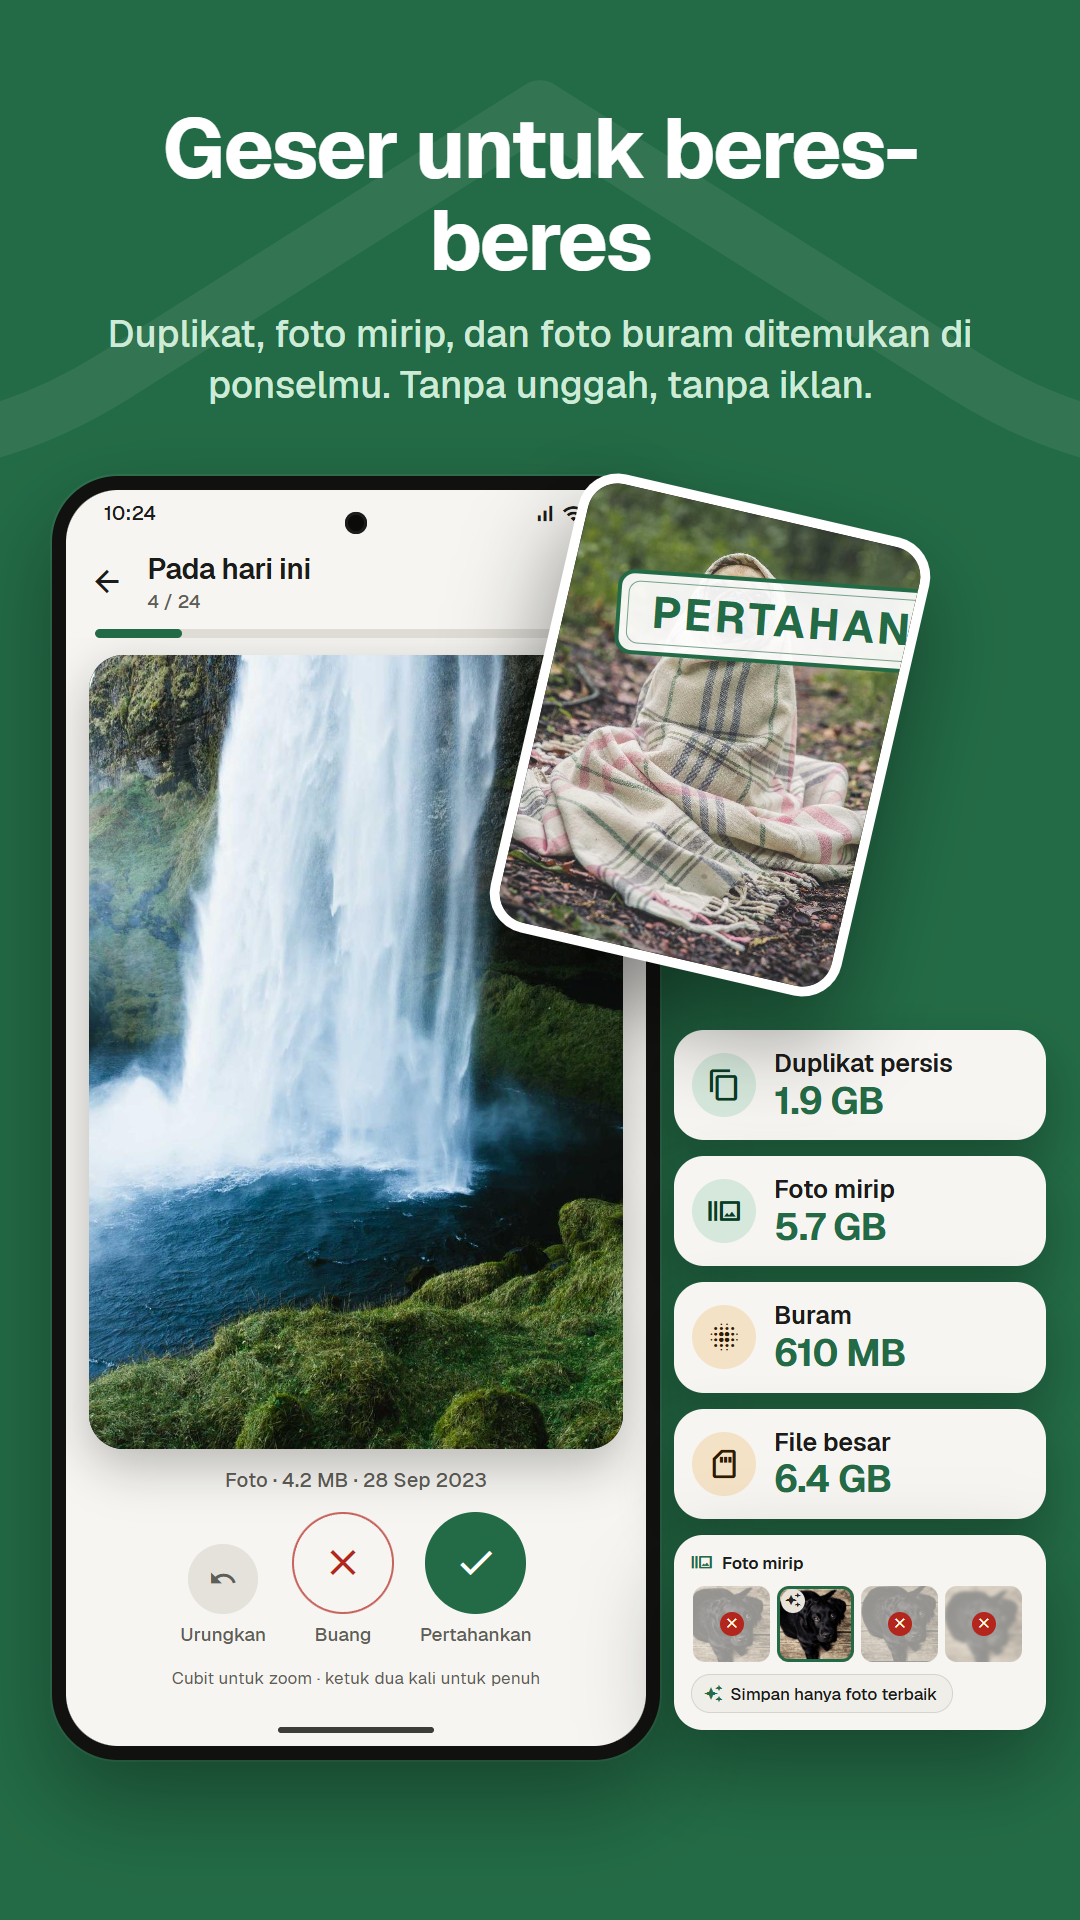 Geser untuk beres-
beres
Duplikat, foto mirip, dan foto buram ditemukan di
ponselmu. Tanpa unggah, tanpa iklan.
10:24
Pada hari ini
4 / 24
PERTAHAN
Foto · 4.2 MB · 28 Sep 2023
Urungkan
Buang
Pertahankan
Cubit untuk zoom · ketuk dua kali untuk penuh
Duplikat persis
1.9 GB
Foto mirip
5.7 GB
Buram
610 MB
File besar
6.4 GB
Foto mirip
Simpan hanya foto terbaik